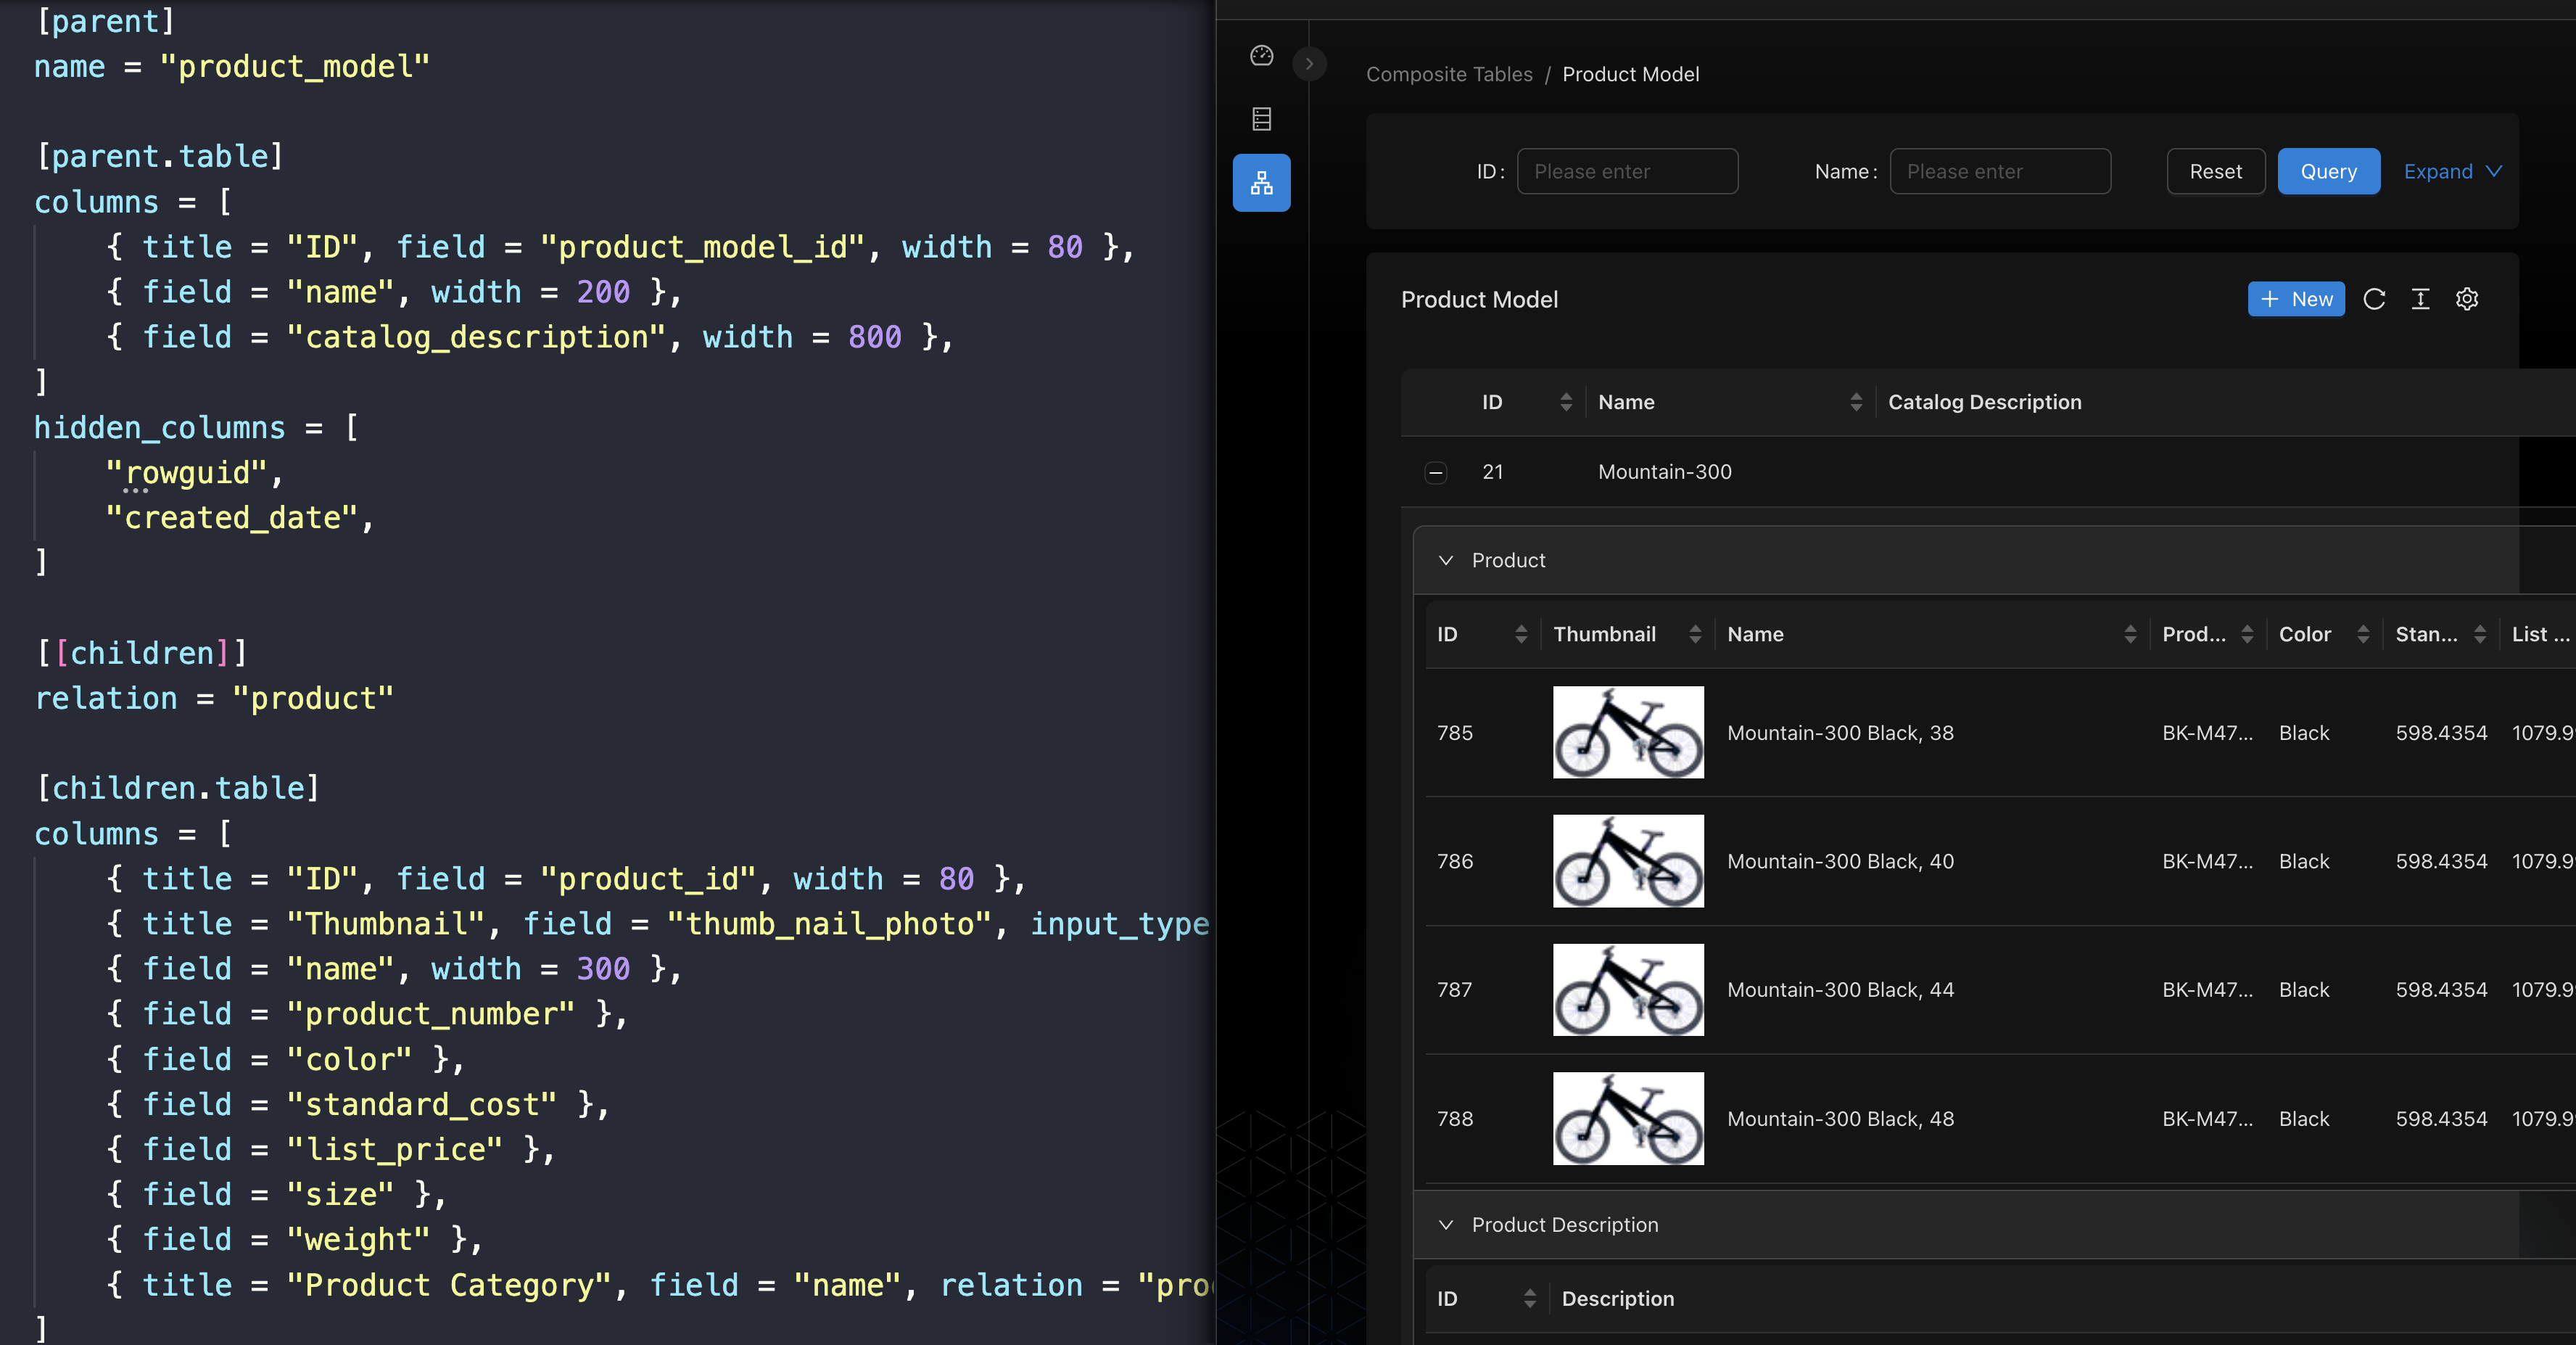 [parent]
name = "product_model"
[parent.table]
columns = [
{ title = "ID", field = "product_model_id", width = 80 },
{ field = "name", width = 200 },
{ field = "catalog_description", width = 800 },
]
hidden_columns = [
"rowguid",
"created_date",
]
[[children]]
relation = "product"
[children.table]
columns = [
{ title = "ID", field = "product_id", width = 80 },
{ title = "Thumbnail", field = "thumb_nail_photo", input_type
{ field = "name", width = 300 },
{ field = "product_number" },
{ field = "color" },
{ field = "standard_cost" },
{ field = "list_price" },
{ field = "size" },
{ field = "weight" },
{ title = "Product Category", field = "name", relation = "pro
]
Composite Tables / Product Model
ID : Please enter Name : Please enter Reset Query Expand
Product Model + New
ID Name Catalog Description
21 Mountain-300
Product
ID Thumbnail Name Prod... Color Stan... List ...
785 Mountain-300 Black, 38 BK-M47... Black 598.4354 1079.9
786 Mountain-300 Black, 40 BK-M47... Black 598.4354 1079.9
787 Mountain-300 Black, 44 BK-M47... Black 598.4354 1079.9
788 Mountain-300 Black, 48 BK-M47... Black 598.4354 1079.9
Product Description
ID Description